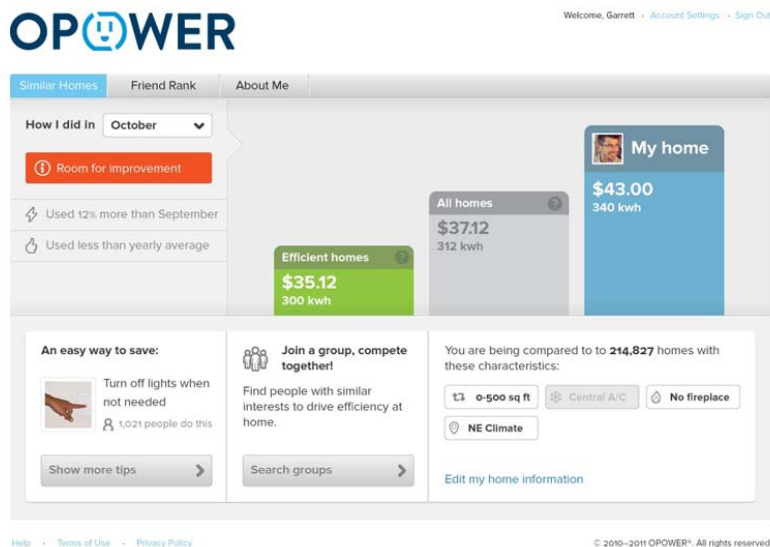 OPOWER
Welcome, Garrett · Account Settings · Sign Out
Similar Homes Friend Rank About Me
How I did in October
Room for improvement
Used 12% more than September
Used less than yearly average
Efficient homes ?
$35.12
300 kwh
All homes ?
$37.12
312 kwh
My home
$43.00
340 kwh
An easy way to save:
Turn off lights when
not needed
1,021 people do this
Show more tips
Join a group, compete
together!
Find people with similar
interests to drive efficiency at
home.
Search groups
You are being compared to to 214,827 homes with
these characteristics:
0-500 sq ft Central A/C No fireplace
NE Climate
Edit my home information
Help · Terms of Use · Privacy Policy
© 2010–2011 OPOWER®. All rights reserved